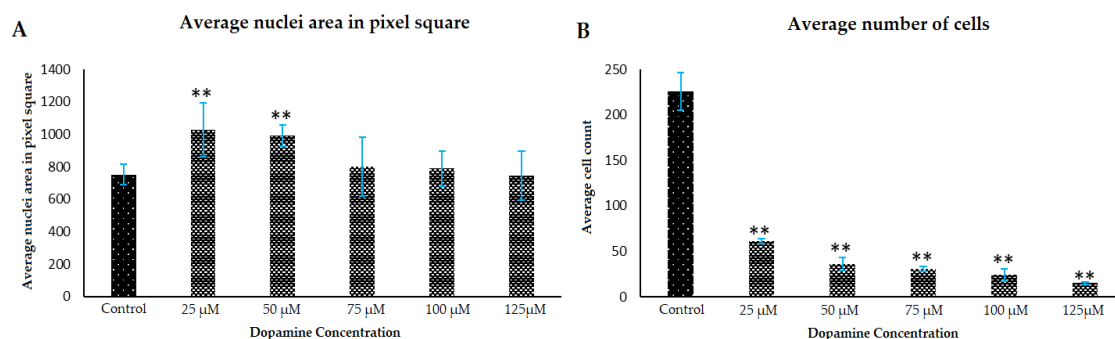 A
Average nuclei area in pixel square
Average nuclei area in pixel square
1400
1200
1000
800
600
400
200
0
**
**
Control
25 µM
50 µM
75 µM
100 µM
125µM
Dopamine Concentration
B
Average number of cells
Average cell count
250
200
150
100
50
0
**
**
**
**
**
Control
25 µM
50 µM
75 µM
100 µM
125µM
Dopamine Concentration